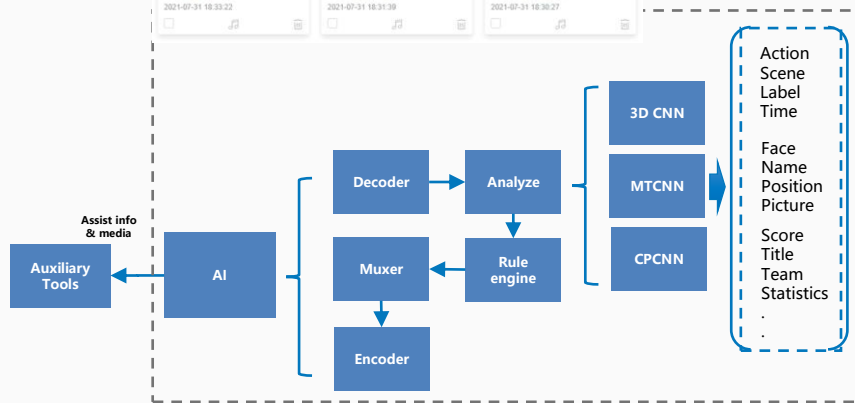 2021-07-31 18:33:22
2021-07-31 18:31:39
2021-07-31 18:30:27
Action
Scene
Label
Time
3D CNN
Face
Name
Position
Picture
Decoder
Analyze
MTCNN
Assist info
& media
Score
Title
Team
Statistics
.
.
Auxiliary
Tools
AI
Muxer
Rule
engine
CPCNN
Encoder